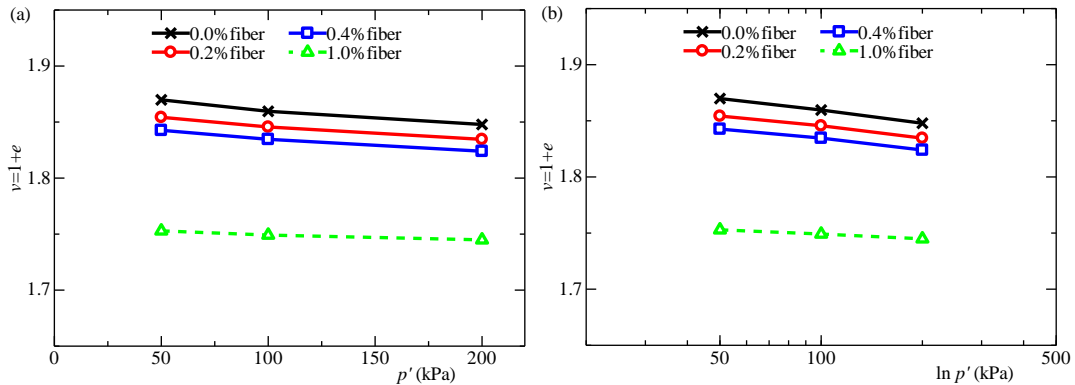 (a)
0.0% fiber
0.4% fiber
0.2% fiber
1.0% fiber
1.9
1.8
1.7
v=1+e
0
50
100
150
200
p′ (kPa)
(b)
0.0% fiber
0.4% fiber
0.2% fiber
1.0% fiber
1.9
1.8
1.7
v=1+e
50
100
500
ln p′ (kPa)